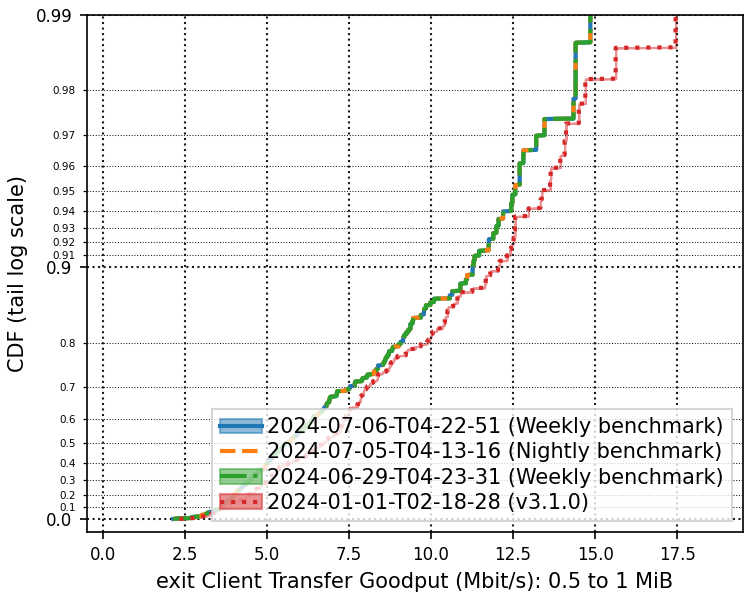 0.99
0.98
0.97
0.96
0.95
0.94
0.93
0.92
0.91
0.9
0.8
0.7
0.6
0.5
0.4
0.3
0.2
0.1
0.0
CDF (tail log scale)
2024-07-06-T04-22-51 (Weekly benchmark)
2024-07-05-T04-13-16 (Nightly benchmark)
2024-06-29-T04-23-31 (Weekly benchmark)
2024-01-01-T02-18-28 (v3.1.0)
0.0 2.5 5.0 7.5 10.0 12.5 15.0 17.5
exit Client Transfer Goodput (Mbit/s): 0.5 to 1 MiB